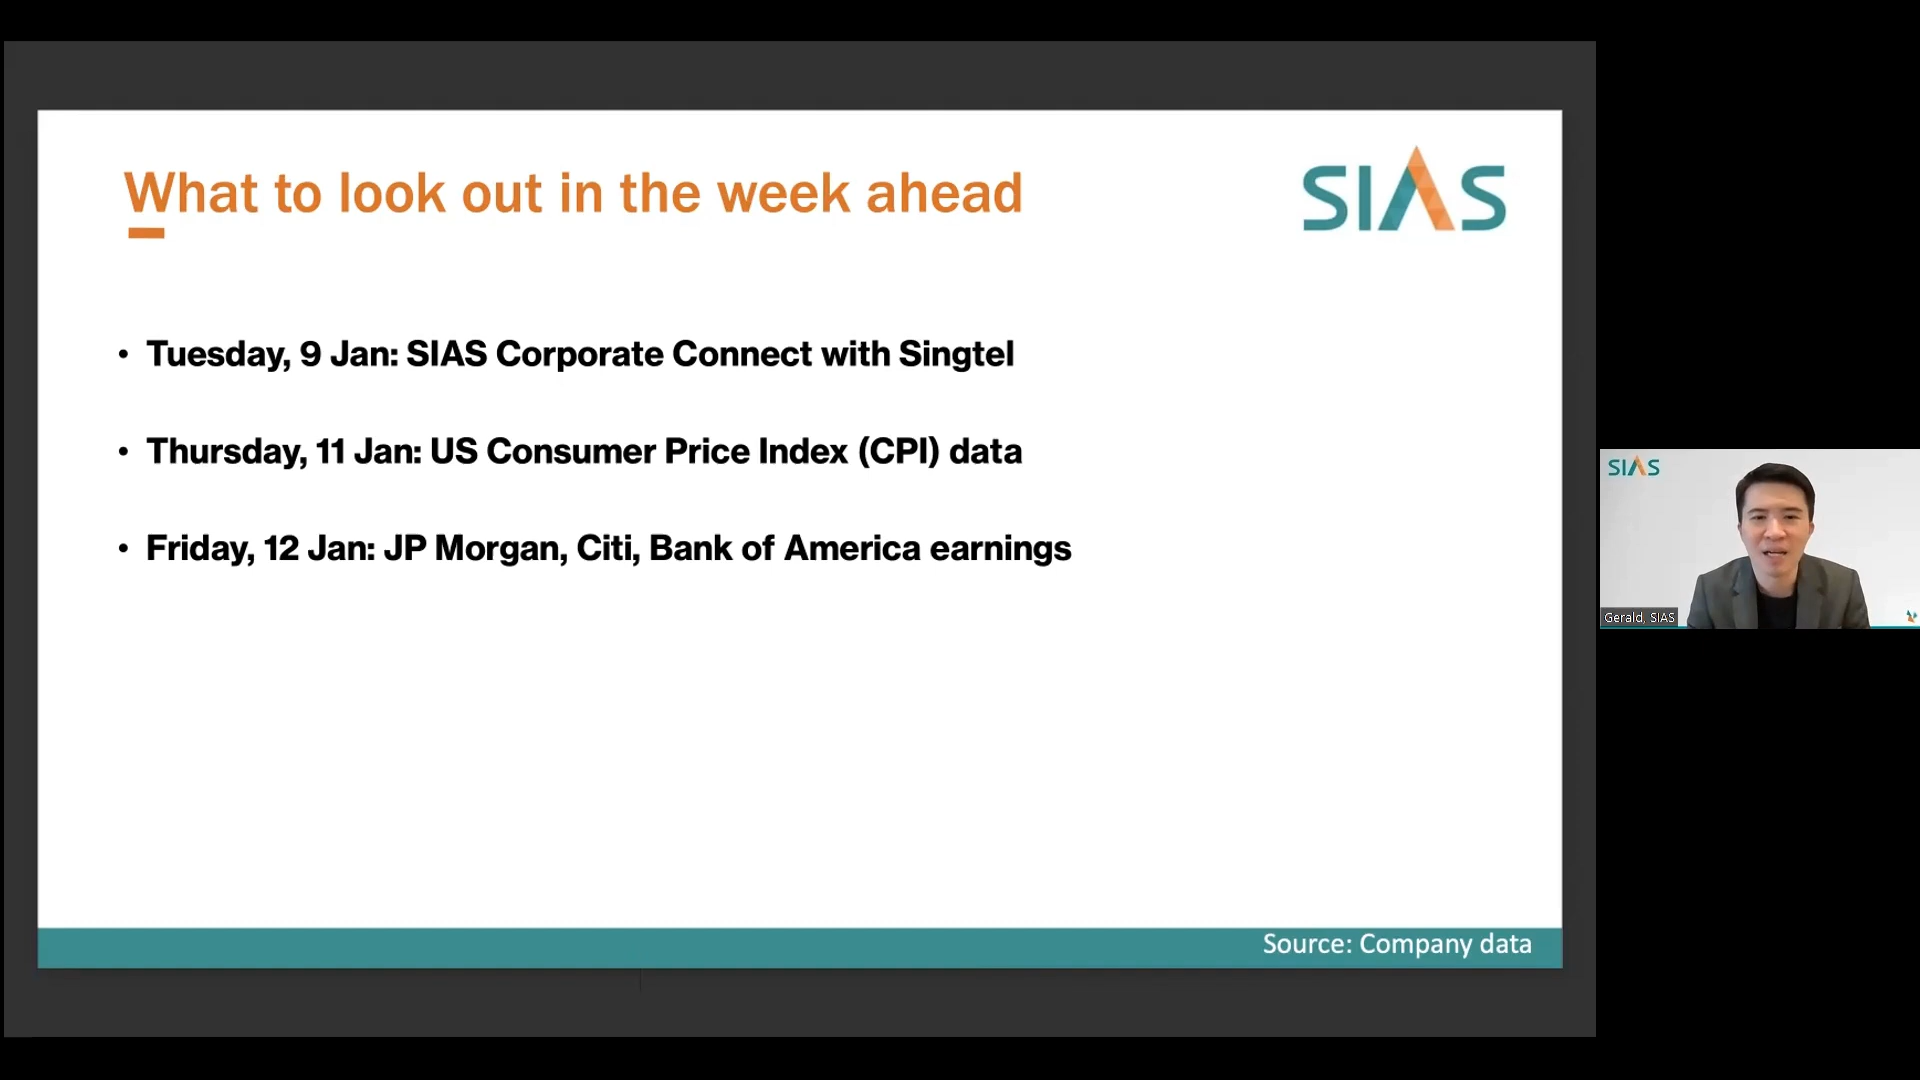 What to look out in the week ahead
SIAS
• Tuesday, 9 Jan: SIAS Corporate Connect with Singtel
• Thursday, 11 Jan: US Consumer Price Index (CPI) data
• Friday, 12 Jan: JP Morgan, Citi, Bank of America earnings
Source: Company data
SIAS
Gerald, SIAS